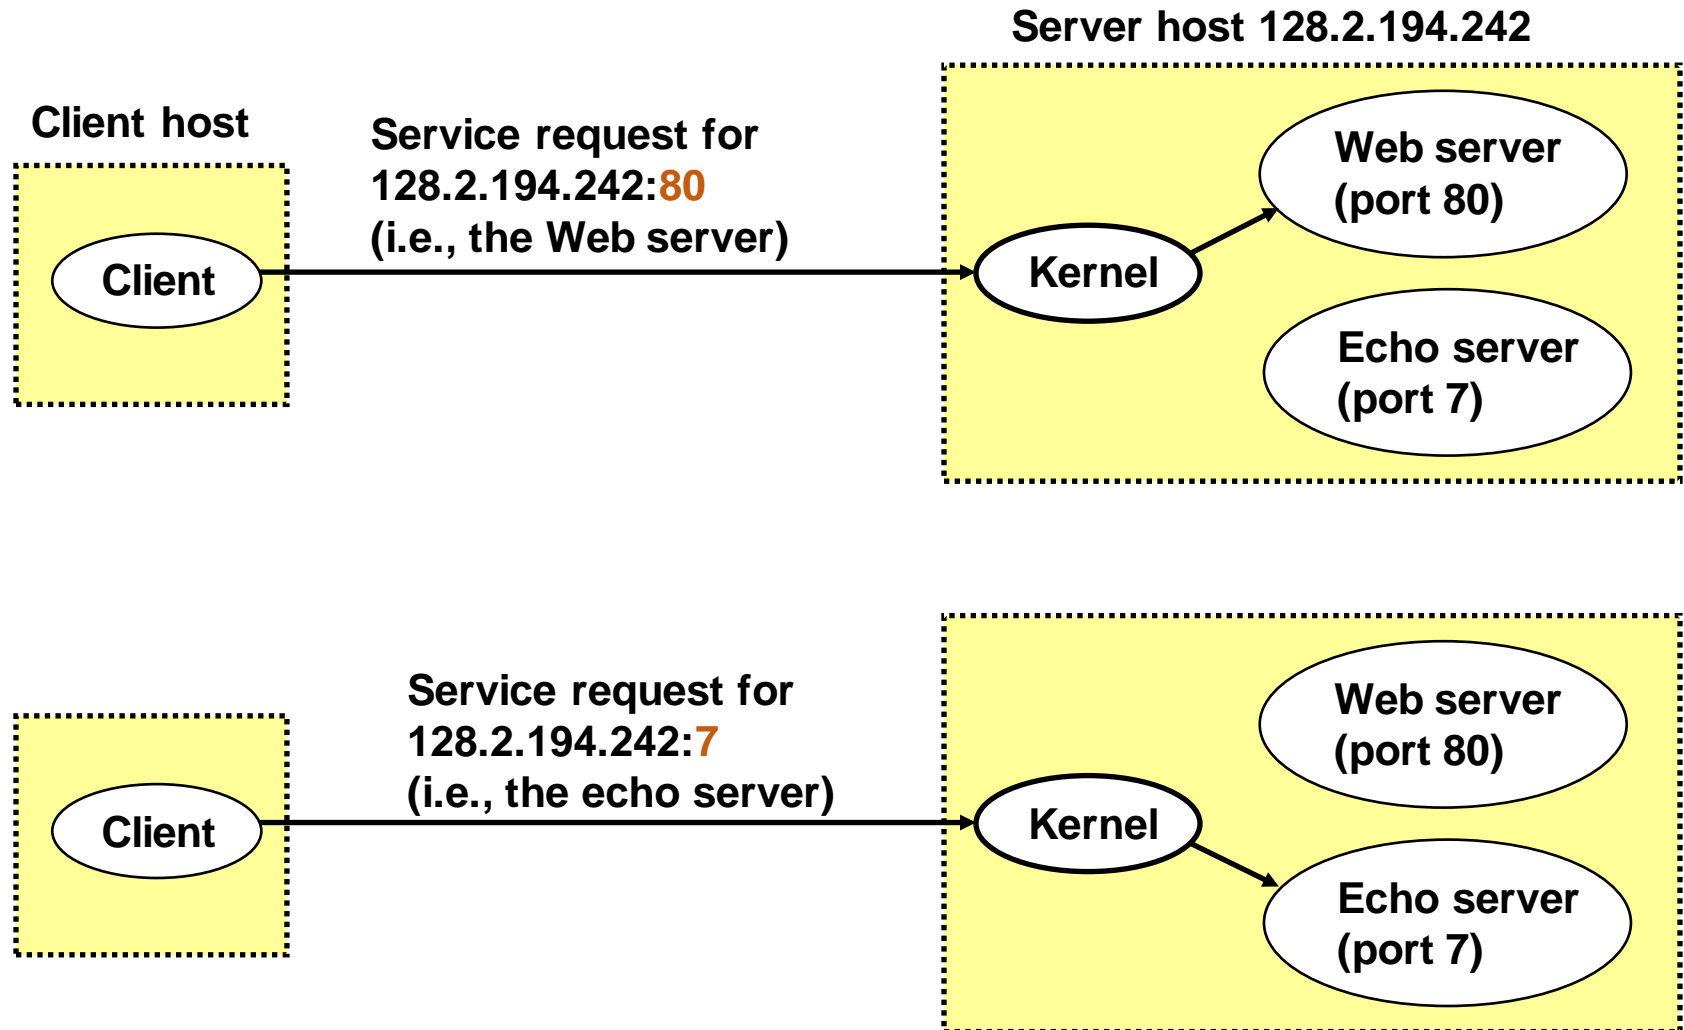 Server host 128.2.194.242
Client host
Service request for
128.2.194.242:80
(i.e., the Web server)
Client
Kernel
Web server
(port 80)
Echo server
(port 7)
Service request for
128.2.194.242:7
(i.e., the echo server)
Client
Kernel
Web server
(port 80)
Echo server
(port 7)